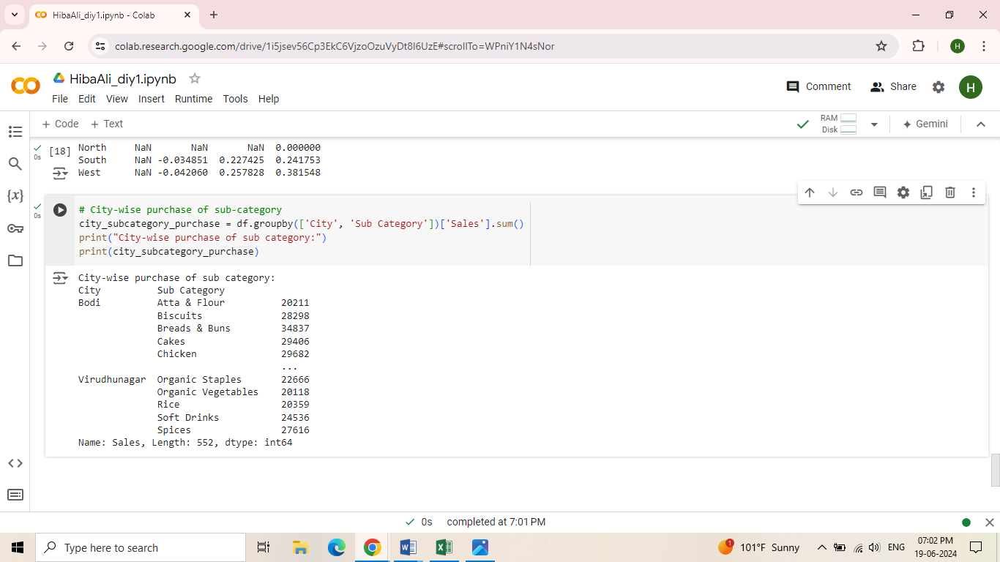 HibaAli_diy1.ipynb - Colab
colab.research.google.com/drive/1i5jsev56Cp3EkC6VjzoOzuVyDt8l6UzE#scrollTo=WPniY1N4sNor
H
HibaAli_diy1.ipynb
File Edit View Insert Runtime Tools Help
Comment Share H
+ Code + Text
RAM
Disk
Gemini
0s
[18]
North NaN NaN NaN 0.000000
South NaN -0.034851 0.227425 0.241753
West NaN -0.042060 0.257828 0.381548
0s
# City-wise purchase of sub-category
city_subcategory_purchase = df.groupby(['City', 'Sub Category'])['Sales'].sum()
print("City-wise purchase of sub category:")
print(city_subcategory_purchase)
City-wise purchase of sub category:
City Sub Category
Bodi Atta & Flour 20211
Biscuits 28298
Breads & Buns 34837
Cakes 29406
Chicken 29682
...
Virudhunagar Organic Staples 22666
Organic Vegetables 20118
Rice 20359
Soft Drinks 24536
Spices 27616
Name: Sales, Length: 552, dtype: int64
0s completed at 7:01 PM
Type here to search
1
101°F Sunny
ENG
07:02 PM
19-06-2024